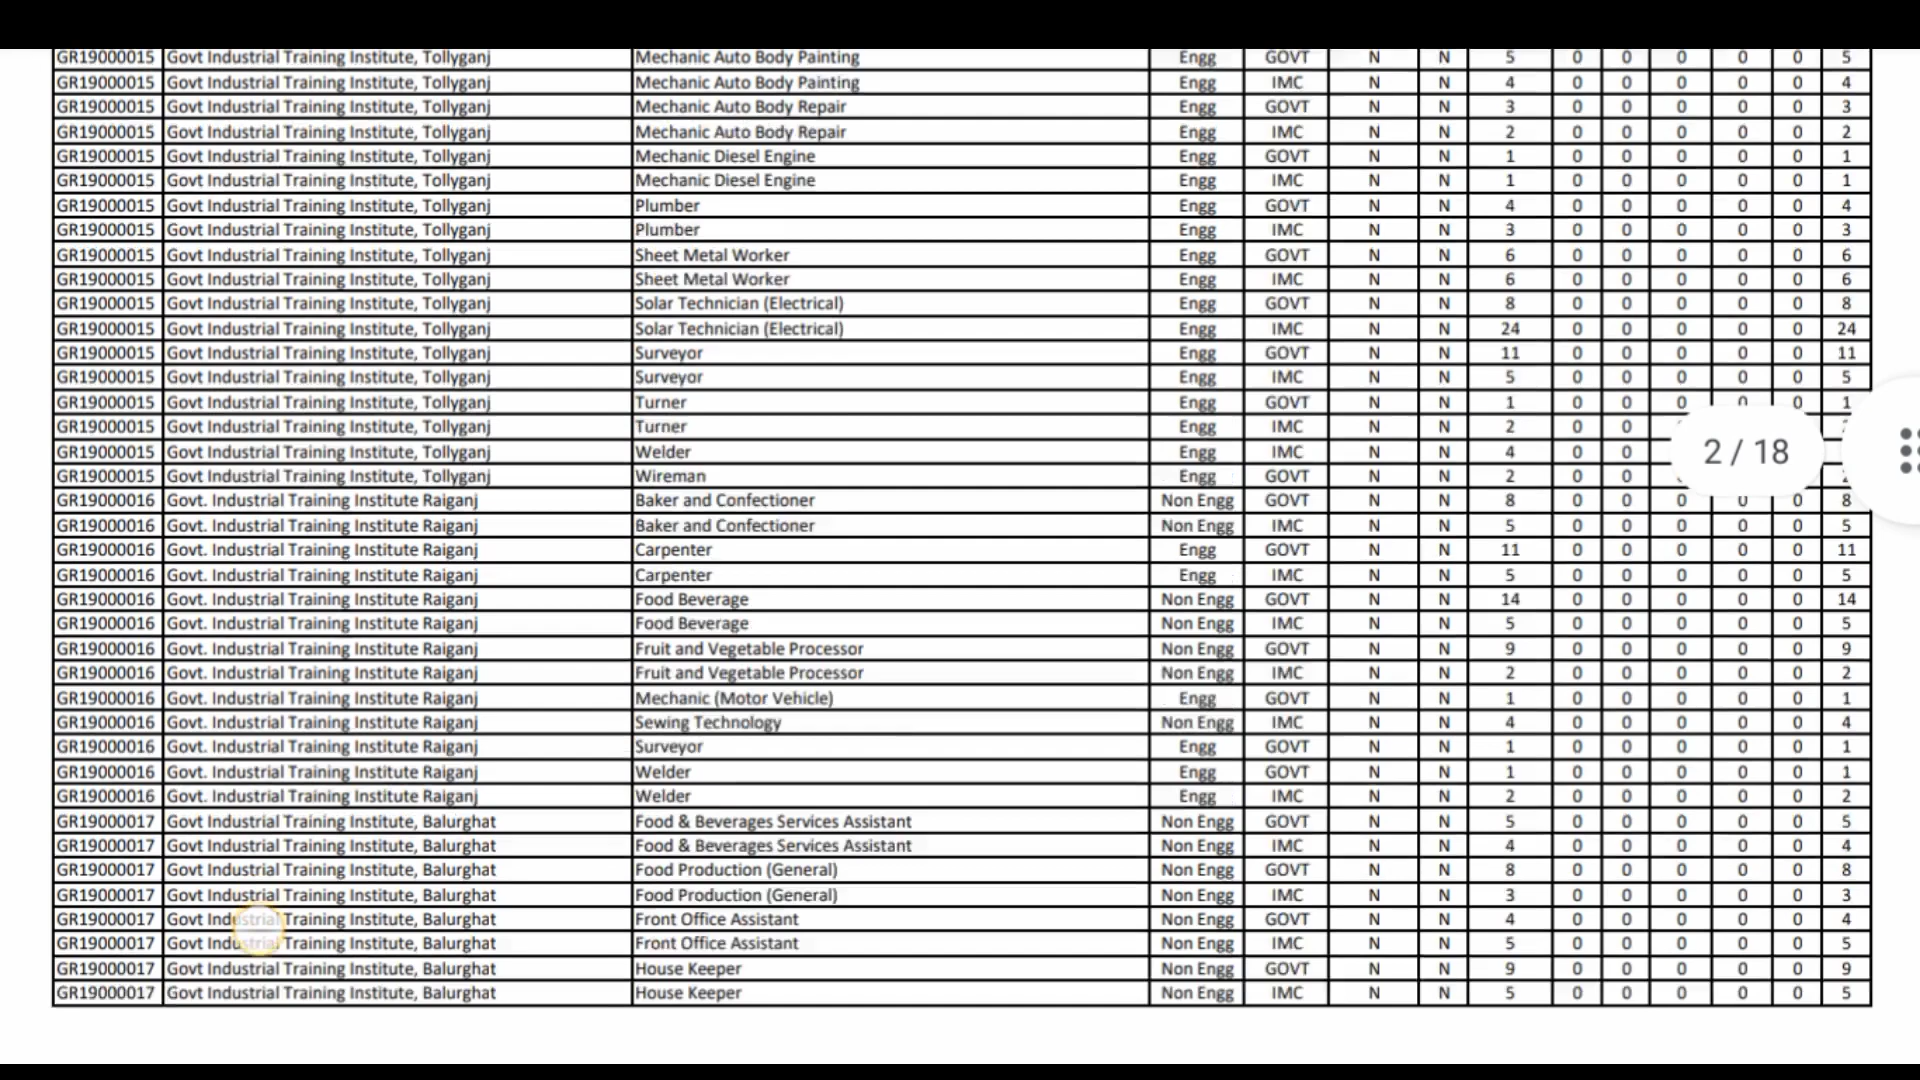 GR19000015 Govt Industrial Training Institute, Tollyganj Mechanic Auto Body Painting Engg GOVT N N 5 0 0 0 0 0 5
GR19000015 Govt Industrial Training Institute, Tollyganj Mechanic Auto Body Painting Engg IMC N N 4 0 0 0 0 0 4
GR19000015 Govt Industrial Training Institute, Tollyganj Mechanic Auto Body Repair Engg GOVT N N 3 0 0 0 0 0 3
GR19000015 Govt Industrial Training Institute, Tollyganj Mechanic Auto Body Repair Engg IMC N N 2 0 0 0 0 0 2
GR19000015 Govt Industrial Training Institute, Tollyganj Mechanic Diesel Engine Engg GOVT N N 1 0 0 0 0 0 1
GR19000015 Govt Industrial Training Institute, Tollyganj Mechanic Diesel Engine Engg IMC N N 1 0 0 0 0 0 1
GR19000015 Govt Industrial Training Institute, Tollyganj Plumber Engg GOVT N N 4 0 0 0 0 0 4
GR19000015 Govt Industrial Training Institute, Tollyganj Plumber Engg IMC N N 3 0 0 0 0 0 3
GR19000015 Govt Industrial Training Institute, Tollyganj Sheet Metal Worker Engg GOVT N N 6 0 0 0 0 0 6
GR19000015 Govt Industrial Training Institute, Tollyganj Sheet Metal Worker Engg IMC N N 6 0 0 0 0 0 6
GR19000015 Govt Industrial Training Institute, Tollyganj Solar Technician (Electrical) Engg GOVT N N 8 0 0 0 0 0 8
GR19000015 Govt Industrial Training Institute, Tollyganj Solar Technician (Electrical) Engg IMC N N 24 0 0 0 0 0 24
GR19000015 Govt Industrial Training Institute, Tollyganj Surveyor Engg GOVT N N 11 0 0 0 0 0 11
GR19000015 Govt Industrial Training Institute, Tollyganj Surveyor Engg IMC N N 5 0 0 0 0 0 5
GR19000015 Govt Industrial Training Institute, Tollyganj Turner Engg GOVT N N 1 0 0 0 0 0 1
GR19000015 Govt Industrial Training Institute, Tollyganj Turner Engg IMC N N 2 0 0
GR19000015 Govt Industrial Training Institute, Tollyganj Welder Engg IMC N N 4 0 0
2 / 18
GR19000015 Govt Industrial Training Institute, Tollyganj Wireman Engg GOVT N N 2 0 0
GR19000016 Govt. Industrial Training Institute Raiganj Baker and Confectioner Non Engg GOVT N N 8 0 0 0 0 0 8
GR19000016 Govt. Industrial Training Institute Raiganj Baker and Confectioner Non Engg IMC N N 5 0 0 0 0 0 5
GR19000016 Govt. Industrial Training Institute Raiganj Carpenter Engg GOVT N N 11 0 0 0 0 0 11
GR19000016 Govt. Industrial Training Institute Raiganj Carpenter Engg IMC N N 5 0 0 0 0 0 5
GR19000016 Govt. Industrial Training Institute Raiganj Food Beverage Non Engg GOVT N N 14 0 0 0 0 0 14
GR19000016 Govt. Industrial Training Institute Raiganj Food Beverage Non Engg IMC N N 5 0 0 0 0 0 5
GR19000016 Govt. Industrial Training Institute Raiganj Fruit and Vegetable Processor Non Engg GOVT N N 9 0 0 0 0 0 9
GR19000016 Govt. Industrial Training Institute Raiganj Fruit and Vegetable Processor Non Engg IMC N N 2 0 0 0 0 0 2
GR19000016 Govt. Industrial Training Institute Raiganj Mechanic (Motor Vehicle) Engg GOVT N N 1 0 0 0 0 0 1
GR19000016 Govt. Industrial Training Institute Raiganj Sewing Technology Non Engg IMC N N 4 0 0 0 0 0 4
GR19000016 Govt. Industrial Training Institute Raiganj Surveyor Engg GOVT N N 1 0 0 0 0 0 1
GR19000016 Govt. Industrial Training Institute Raiganj Welder Engg GOVT N N 1 0 0 0 0 0 1
GR19000016 Govt. Industrial Training Institute Raiganj Welder Engg IMC N N 2 0 0 0 0 0 2
GR19000017 Govt Industrial Training Institute, Balurghat Food & Beverages Services Assistant Non Engg GOVT N N 5 0 0 0 0 0 5
GR19000017 Govt Industrial Training Institute, Balurghat Food & Beverages Services Assistant Non Engg IMC N N 4 0 0 0 0 0 4
GR19000017 Govt Industrial Training Institute, Balurghat Food Production (General) Non Engg GOVT N N 8 0 0 0 0 0 8
GR19000017 Govt Industrial Training Institute, Balurghat Food Production (General) Non Engg IMC N N 3 0 0 0 0 0 3
GR19000017 Govt Industrial Training Institute, Balurghat Front Office Assistant Non Engg GOVT N N 4 0 0 0 0 0 4
GR19000017 Govt Industrial Training Institute, Balurghat Front Office Assistant Non Engg IMC N N 5 0 0 0 0 0 5
GR19000017 Govt Industrial Training Institute, Balurghat House Keeper Non Engg GOVT N N 9 0 0 0 0 0 9
GR19000017 Govt Industrial Training Institute, Balurghat House Keeper Non Engg IMC N N 5 0 0 0 0 0 5